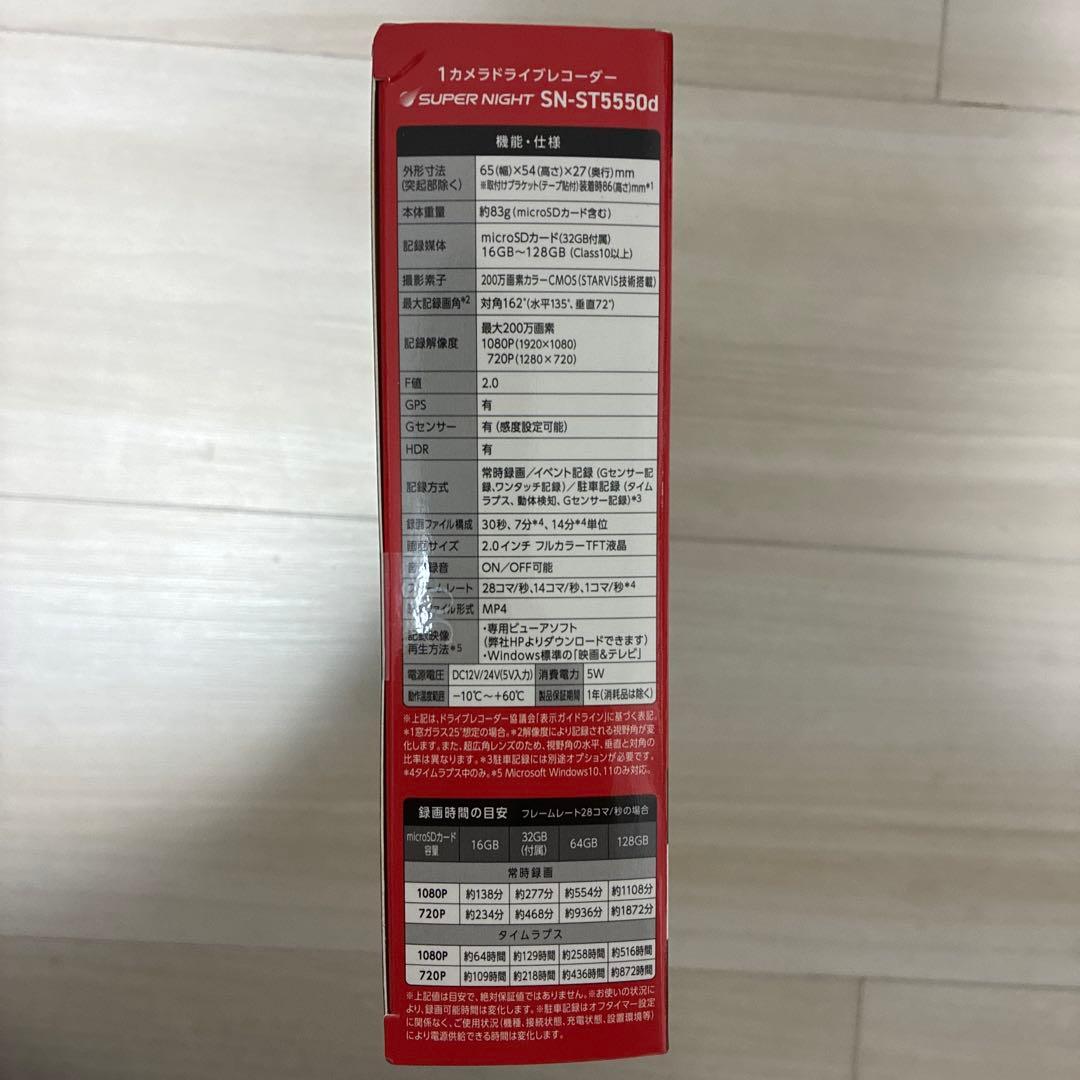 1カメラドライブレコーダー
SUPER NIGHT SN-ST5550d
機能・仕様
外形寸法 65(幅)×54(高さ)×27(奥行)mm
(突起部除く) ※取付けブラケット(テープ貼付)装着時86(高さ)mm*1
本体重量 約83g(microSDカード含む)
記録媒体 microSDカード(32GB付属)
16GB〜128GB (Class10以上)
撮影素子 200万画素カラーCMOS(STARVIS技術搭載)
最大記録画角*2 対角162°(水平135°、垂直72°)
記録解像度 最大200万画素
1080P(1920×1080)
720P(1280×720)
F値 2.0
GPS 有
Gセンサー 有(感度設定可能)
HDR 有
記録方式 常時録画/イベント記録(Gセンサー記
録、ワンタッチ記録)/駐車記録(タイム
ラプス、動体検知、Gセンサー記録)*3
録画ファイル構成 30秒、7分*4、14分*4単位
画面サイズ 2.0インチ フルカラーTFT液晶
録音 ON/OFF可能
フレームレート 28コマ/秒、14コマ/秒、1コマ/秒*4
ファイル形式 MP4
記録映像 ・専用ビューアソフト
再生方法*5 (弊社HPよりダウンロードできます)
・Windows標準の「映画&テレビ」
電源電圧 DC12V/24V(5V入力) 消費電力 5W
動作温度範囲 −10℃〜+60℃ 製品保証期間 1年(消耗品は除く)
※上記は、ドライブレコーダー協議会「表示ガイドライン」に基づく表記。
*1窓ガラス25°想定の場合。*2解像度により記録される視野角が変
化します。また、超広角レンズのため、視野角の水平、垂直と対角の
比率は異なります。*3駐車記録には別途オプションが必要です。
*4タイムラプス中のみ。*5 Microsoft Windows10、11のみ対応。
録画時間の目安 フレームレート28コマ/秒の場合
microSDカード容量 16GB 32GB(付属) 64GB 128GB
常時録画
1080P 約138分 約277分 約554分 約1108分
720P 約234分 約468分 約936分 約1872分
タイムラプス
1080P 約64時間 約129時間 約258時間 約516時間
720P 約109時間 約218時間 約436時間 約872時間
※上記値は目安で、絶対保証値ではありません。※お使いの状況に
より、録画可能時間は変化します。※駐車記録はオフタイマー設定
に関係なく、ご使用状況(機種、接続状態、充電状態、設置環境等)
により電源供給できる時間は変化します。